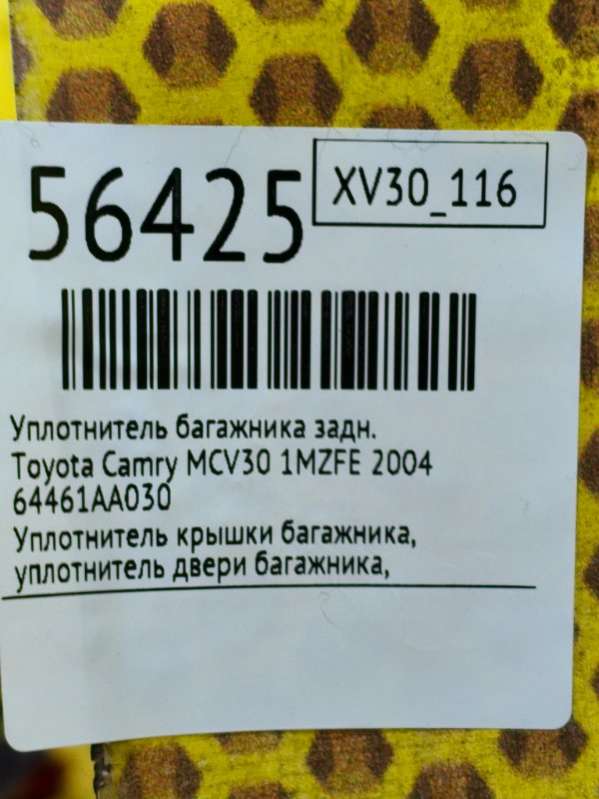 56425
XV30_116
Уплотнитель багажника задн.
Toyota Camry MCV30 1MZFE 2004
64461AA030
Уплотнитель крышки багажника,
уплотнитель двери багажника,